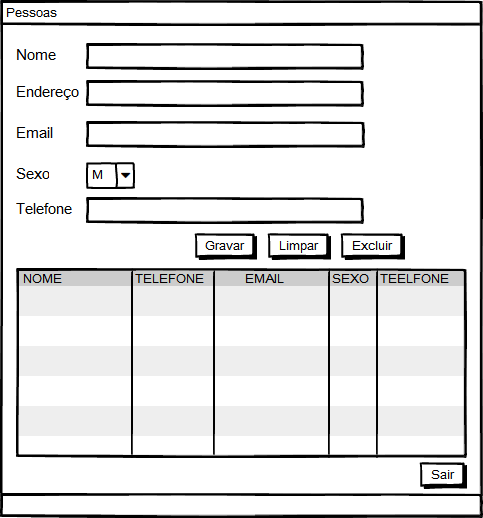 Pessoas
Nome
Endereço
Email
Sexo M
Telefone
Gravar Limpar Excluir
NOME TELEFONE EMAIL SEXO TEELFONE
Sair